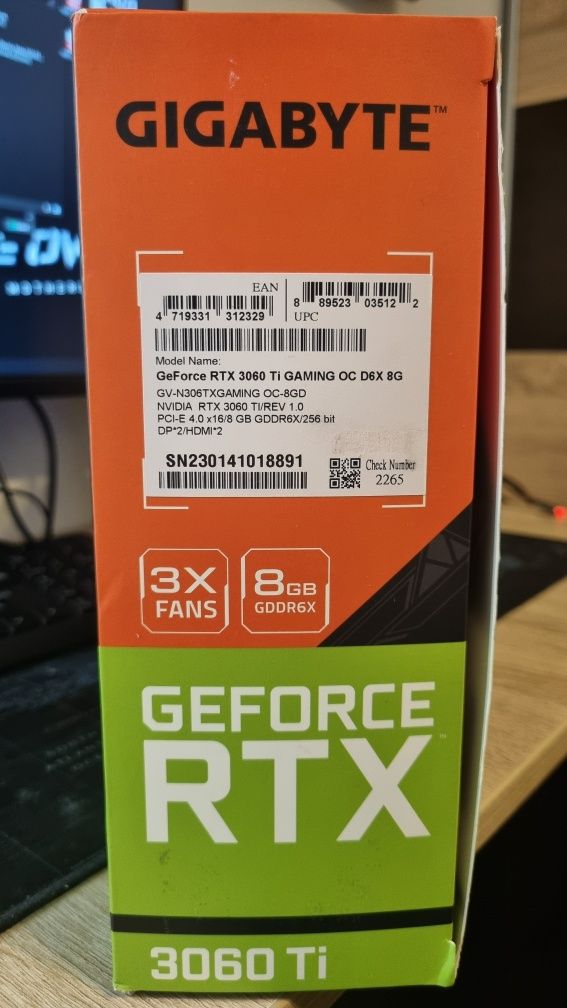 GIGABYTE™
EAN
4 719331 312329
8 89523 03512 2
UPC
Model Name:
GeForce RTX 3060 Ti GAMING OC D6X 8G
GV-N306TXGAMING OC-8GD
NVIDIA RTX 3060 TI/REV 1.0
PCI-E 4.0 x16/8 GB GDDR6X/256 bit
DP*2/HDMI*2
SN230141018891
Check Number
2265
3X
FANS
8GB
GDDR6X
GEFORCE
RTX™
3060 Ti